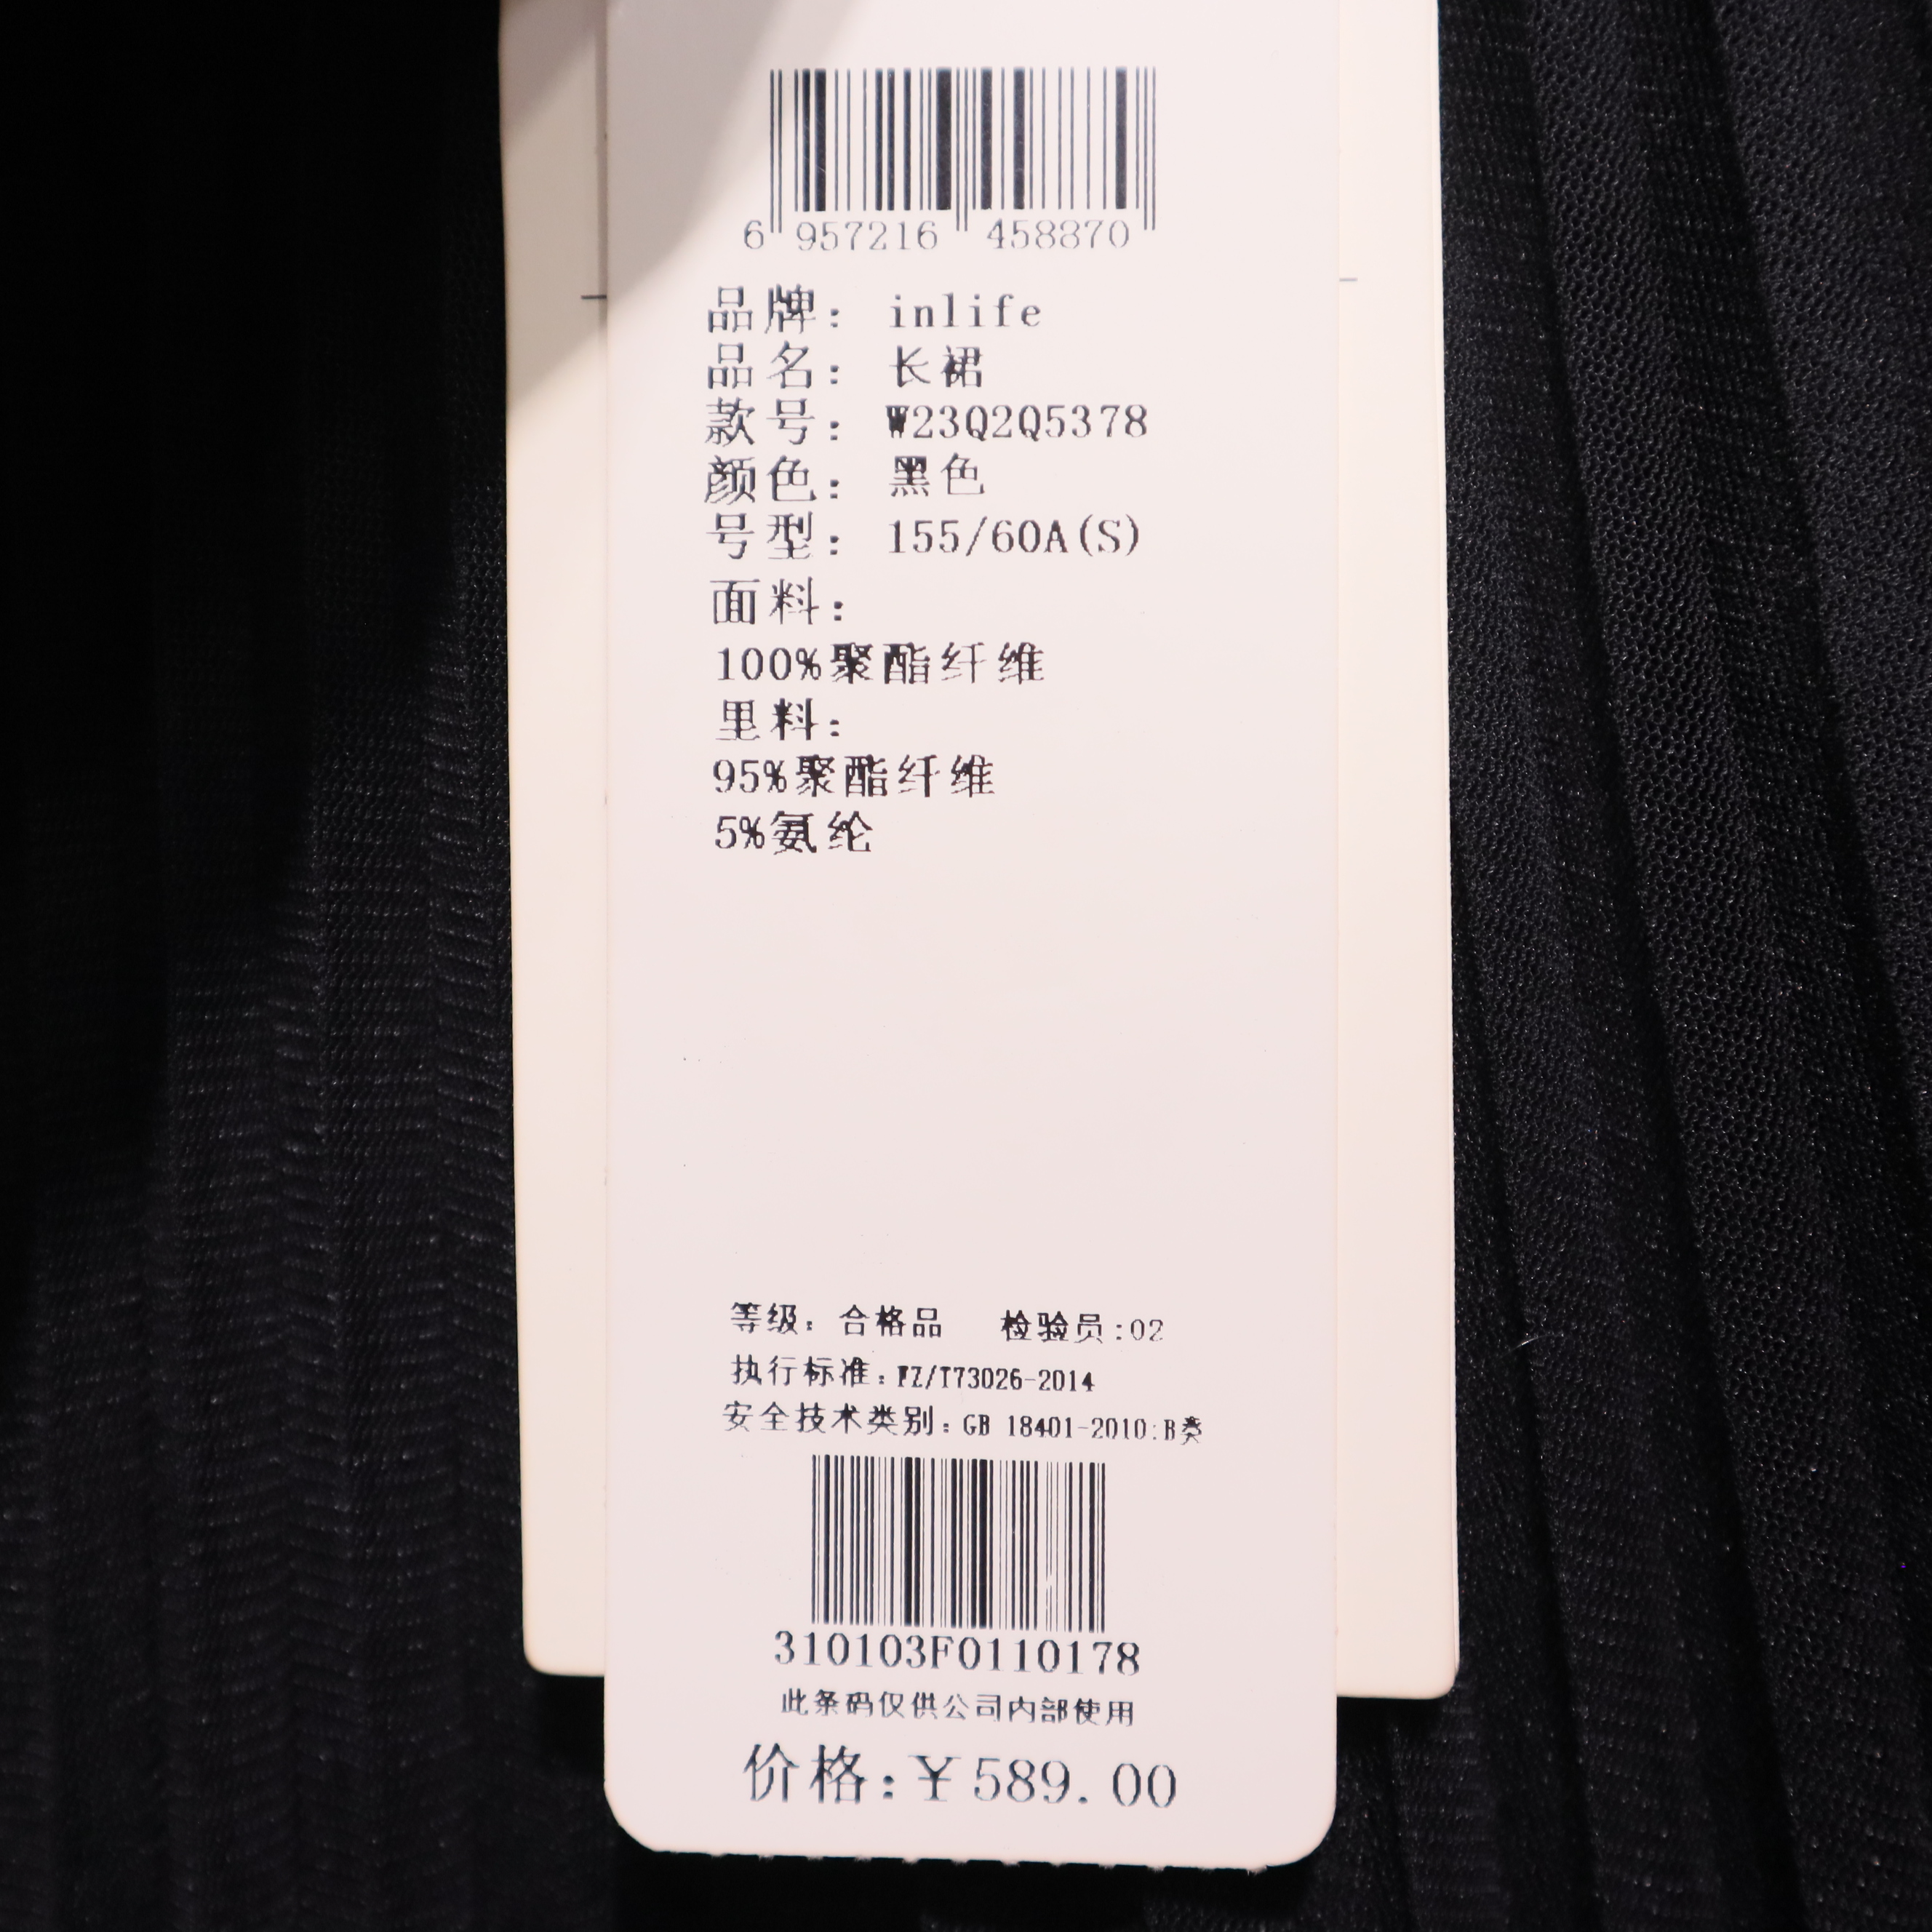 6 957216 458870
品牌： inlife
品名： 长裙
款号： W23Q2Q5378
颜色： 黑色
号型： 155/60A(S)
面料：
100%聚酯纤维
里料：
95%聚酯纤维
5%氨纶
等级：合格品 检验员:02
执行标准：FZ/T73026-2014
安全技术类别：GB 18401-2010:B类
310103F0110178
此条码仅供公司内部使用
价格:¥589.00